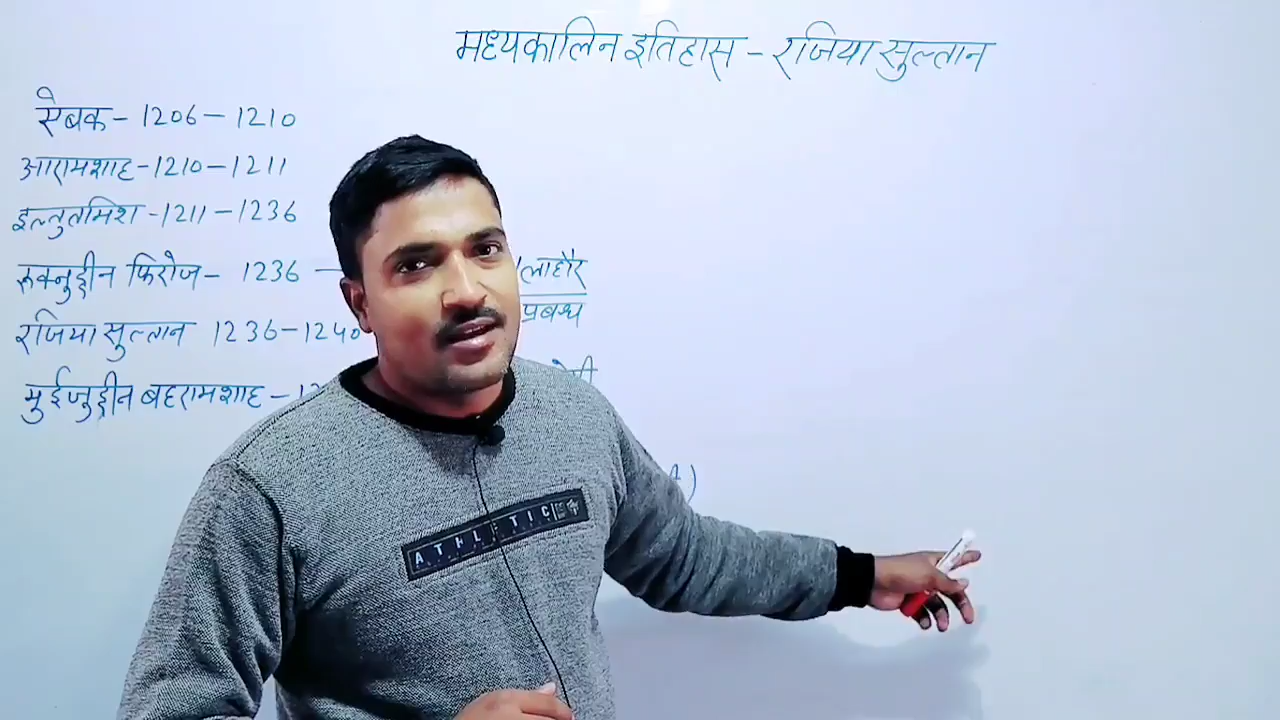 मध्यकालिन इतिहास - रजिया सुल्तान
ऐबक - 1206 - 1210
आरामशाह - 1210 - 1211
इल्तुतमिश - 1211 - 1236
रुक्नुद्दीन फिरोज - 1236 -
लाहौर
रजिया सुल्तान 1236 - 1240
मुईजुद्दीन बहरामशाह -
ATHLETIC